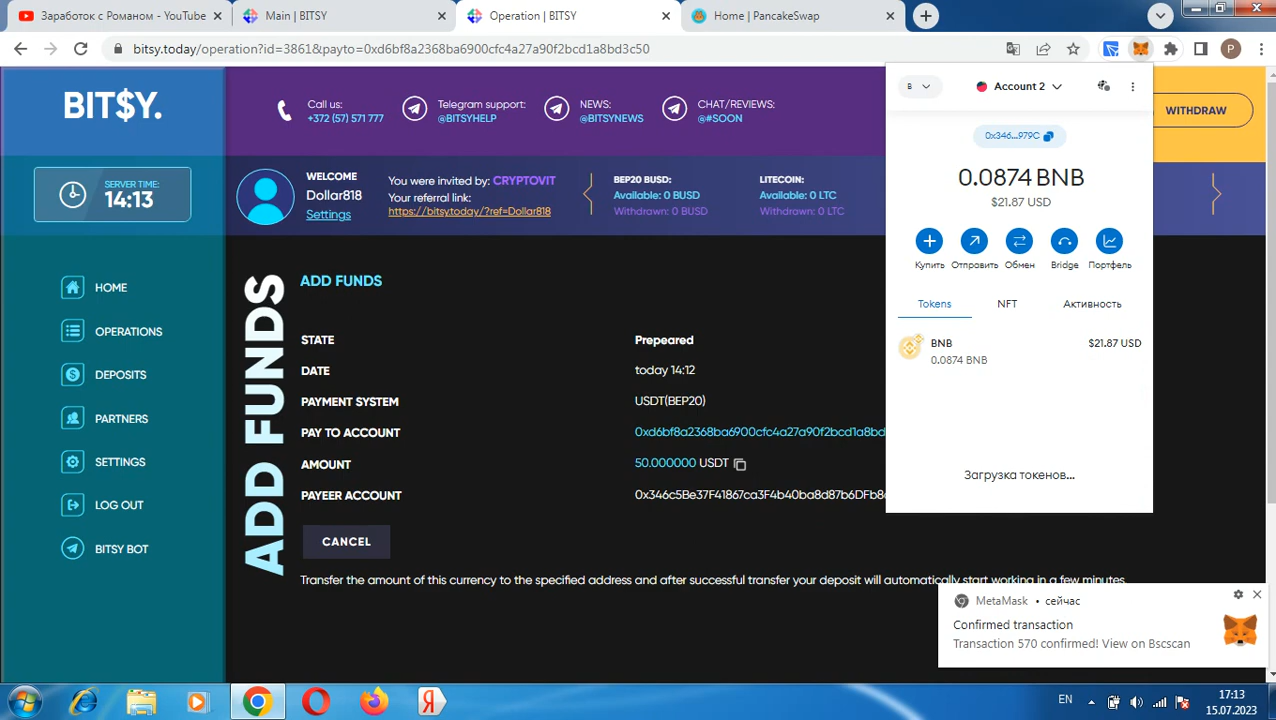 Заработок с Романом - YouTube
Main | BITSY
Operation | BITSY
Home | PancakeSwap
bitsy.today/operation?id=3861&payto=0xd6bf8a2368ba6900cfc4a27a90f2bcd1a8bd3c50
P
BIT$Y.
Call us:
+372 (57) 571 777
Telegram support:
@BITSYHELP
NEWS:
@BITSYNEWS
CHAT/REVIEWS:
@#SOON
WITHDRAW
SERVER TIME:
14:13
WELCOME
Dollar818
Settings
You were invited by: CRYPTOVIT
Your referral link:
https://bitsy.today/?ref=Dollar818
BEP20 BUSD:
Available: 0 BUSD
Withdrawn: 0 BUSD
LITECOIN:
Available: 0 LTC
Withdrawn: 0 LTC
HOME
OPERATIONS
DEPOSITS
PARTNERS
SETTINGS
LOG OUT
BITSY BOT
ADD FUNDS
ADD FUNDS
STATE Prepeared
DATE today 14:12
PAYMENT SYSTEM USDT(BEP20)
PAY TO ACCOUNT 0xd6bf8a2368ba6900cfc4a27a90f2bcd1a8bd
AMOUNT 50.000000 USDT
PAYEER ACCOUNT 0x346c5Be37F41867ca3F4b40ba8d87b6DFb8
CANCEL
Transfer the amount of this currency to the specified address and after successful transfer your deposit will automatically start working in a few minutes.
B
Account 2
0x346...979C
0.0874 BNB
$21.87 USD
Купить
Отправить
Обмен
Bridge
Портфель
Tokens
NFT
Активность
BNB $21.87 USD
0.0874 BNB
Загрузка токенов...
MetaMask • сейчас
Confirmed transaction
Transaction 570 confirmed! View on Bscscan
EN
17:13
15.07.2023